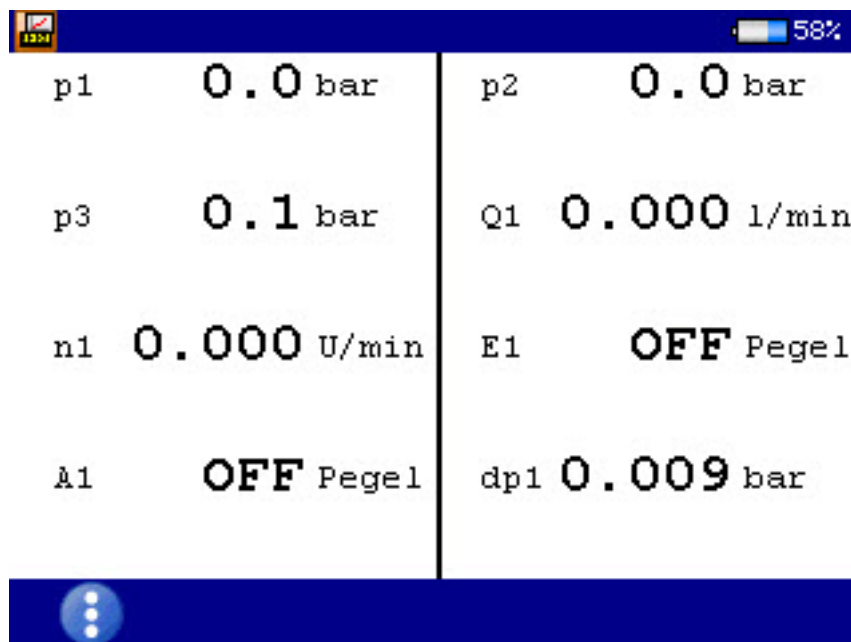 58%
p1 0.0 bar p2 0.0 bar
p3 0.1 bar Q1 0.000 l/min
n1 0.000 U/min E1 OFF Pegel
A1 OFF Pegel dp1 0.009 bar